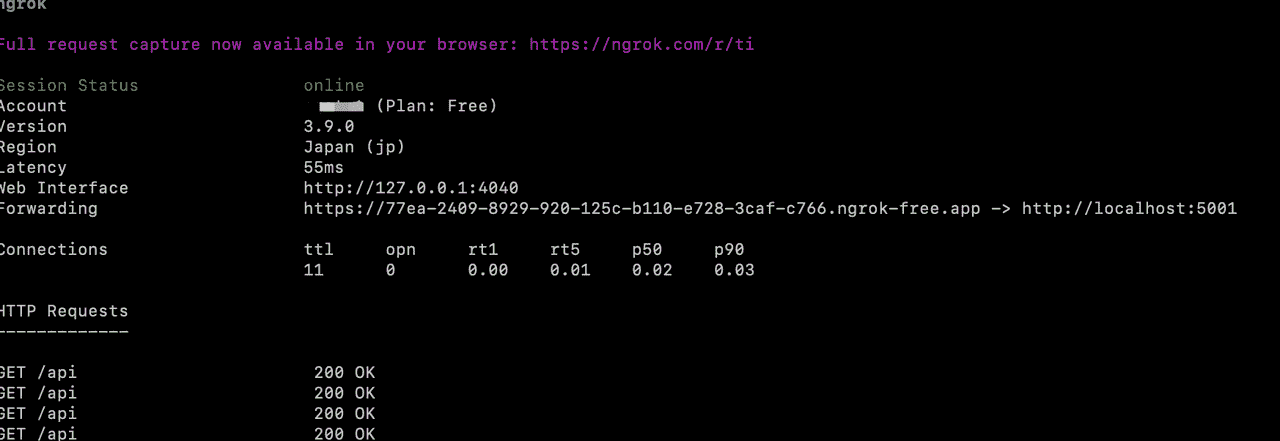 ngrok
Full request capture now available in your browser: https://ngrok.com/r/ti
Session Status online
Account (Plan: Free)
Version 3.9.0
Region Japan (jp)
Latency 55ms
Web Interface http://127.0.0.1:4040
Forwarding https://77ea-2409-8929-920-125c-b110-e728-3caf-c766.ngrok-free.app -> http://localhost:5001
Connections ttl opn rt1 rt5 p50 p90
11 0 0.00 0.01 0.02 0.03
HTTP Requests
-------------
GET /api 200 OK
GET /api 200 OK
GET /api 200 OK
GET /api 200 OK